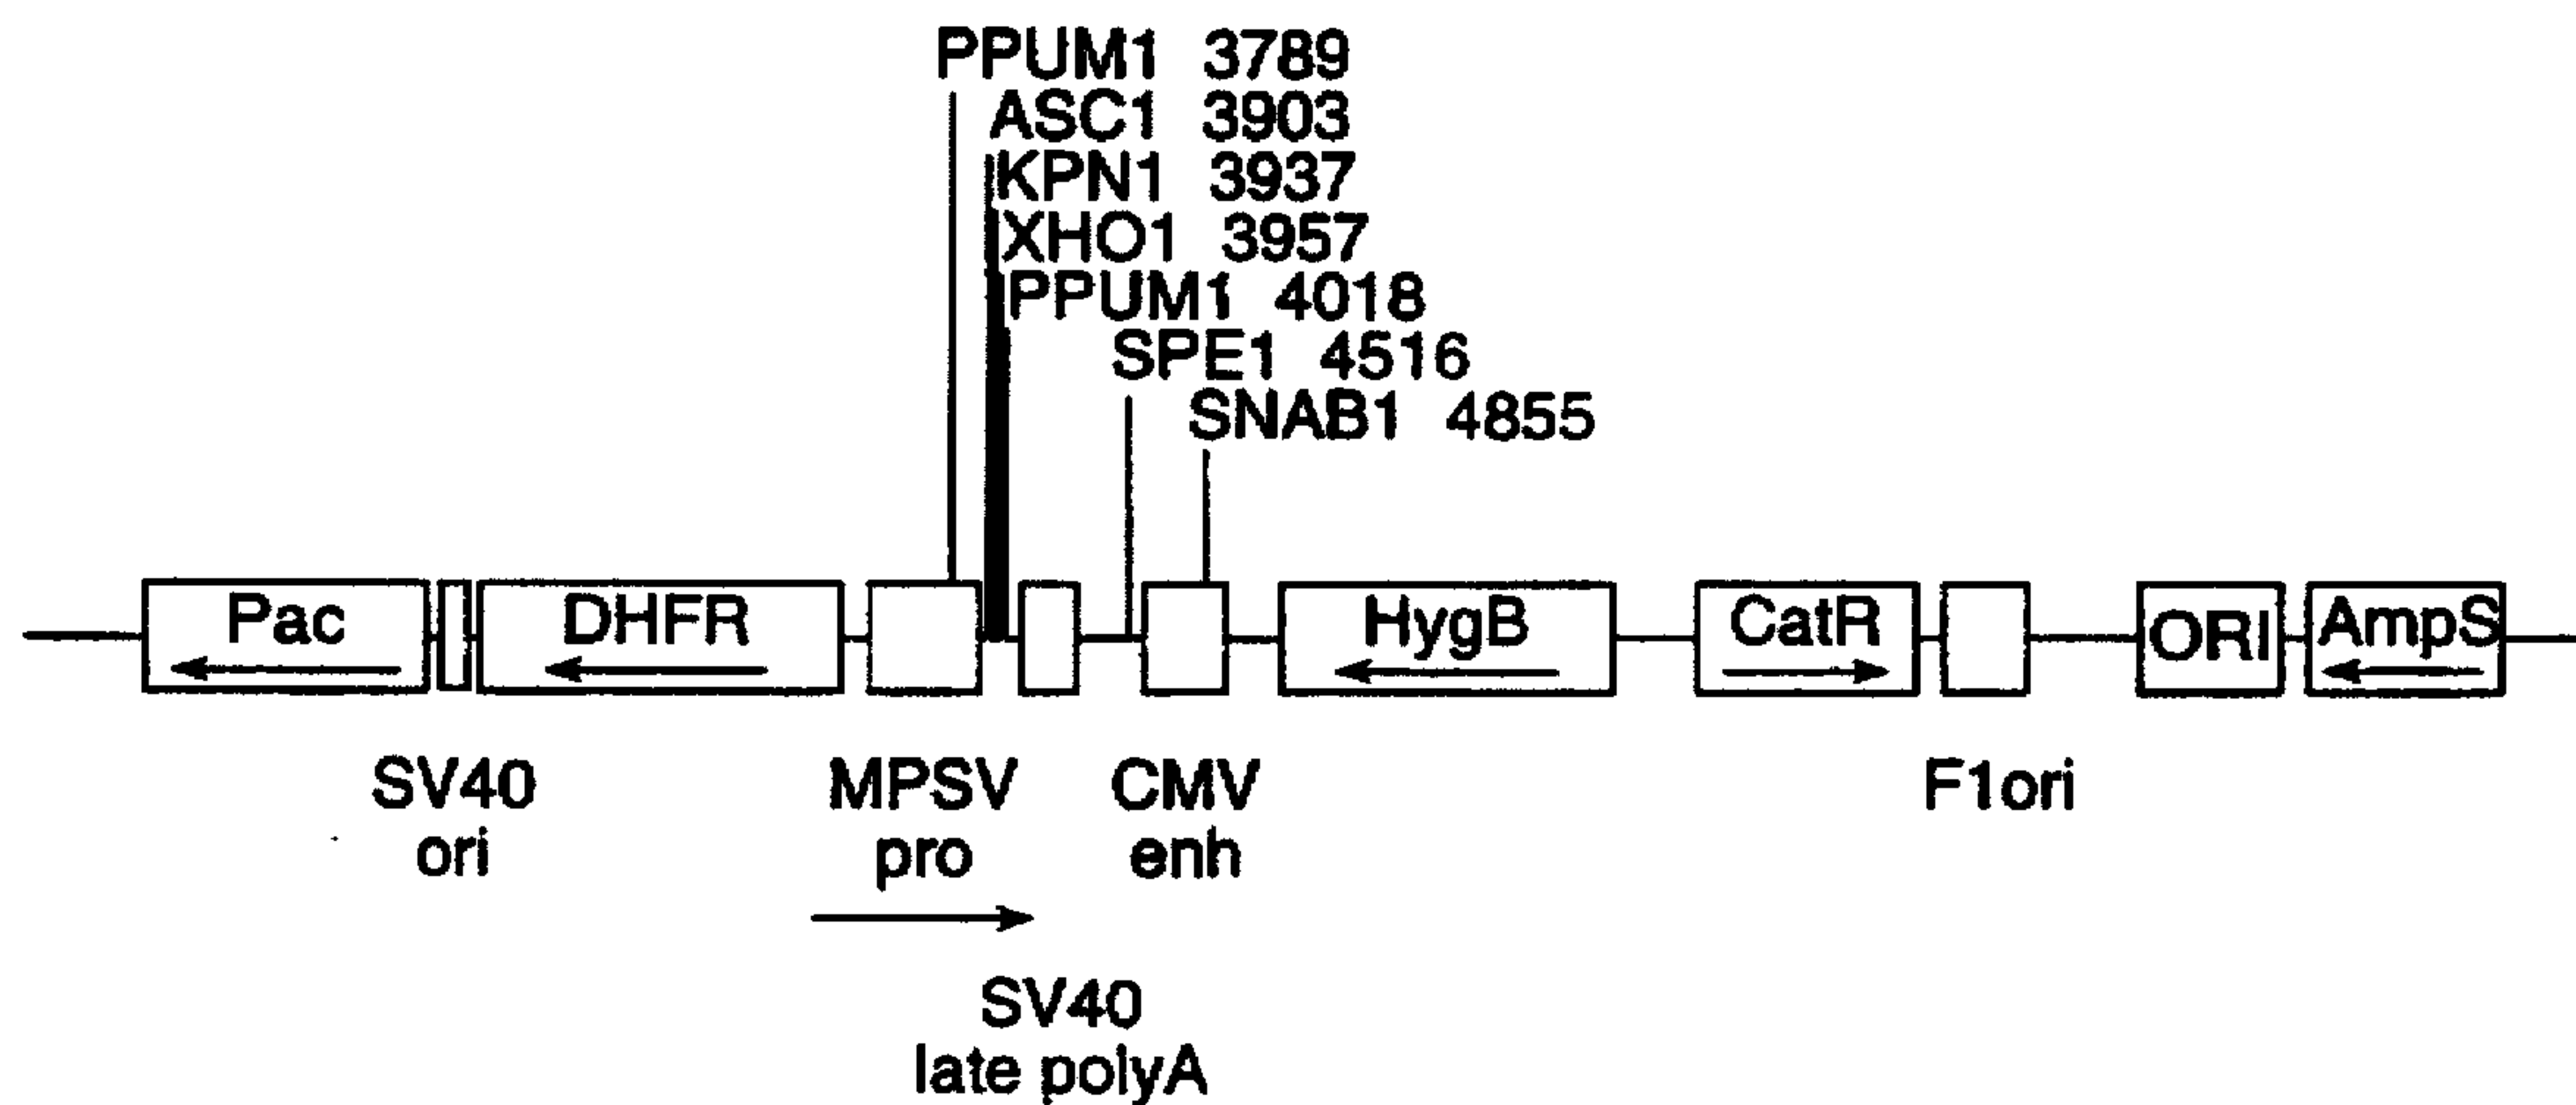 PPUM1 3789
ASC1 3903
KPN1 3937
XHO1 3957
PPUM1 4018
SPE1 4516
SNAB1 4855
Pac
DHFR
HygB
CatR
ORI
AmpS
SV40
ori
MPSV
pro
CMV
enh
F1ori
SV40
late polyA